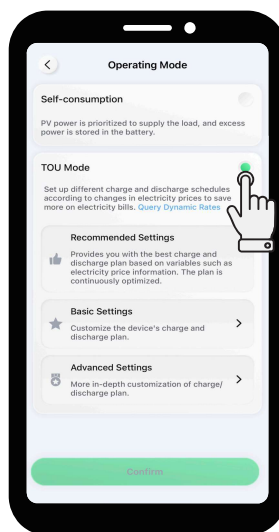 Operating Mode
Self-consumption
PV power is prioritized to supply the load, and excess
power is stored in the battery.
TOU Mode
Set up different charge and discharge schedules
according to changes in electricity prices to save
more on electricity bills. Query Dynamic Rates
Recommended Settings
Provides you with the best charge and
discharge plan based on variables such as
electricity price information. The plan is
continuously optimized.
Basic Settings
Customize the device's charge and
discharge plan.
Advanced Settings
More in-depth customization of charge/
discharge plan.
Confirm